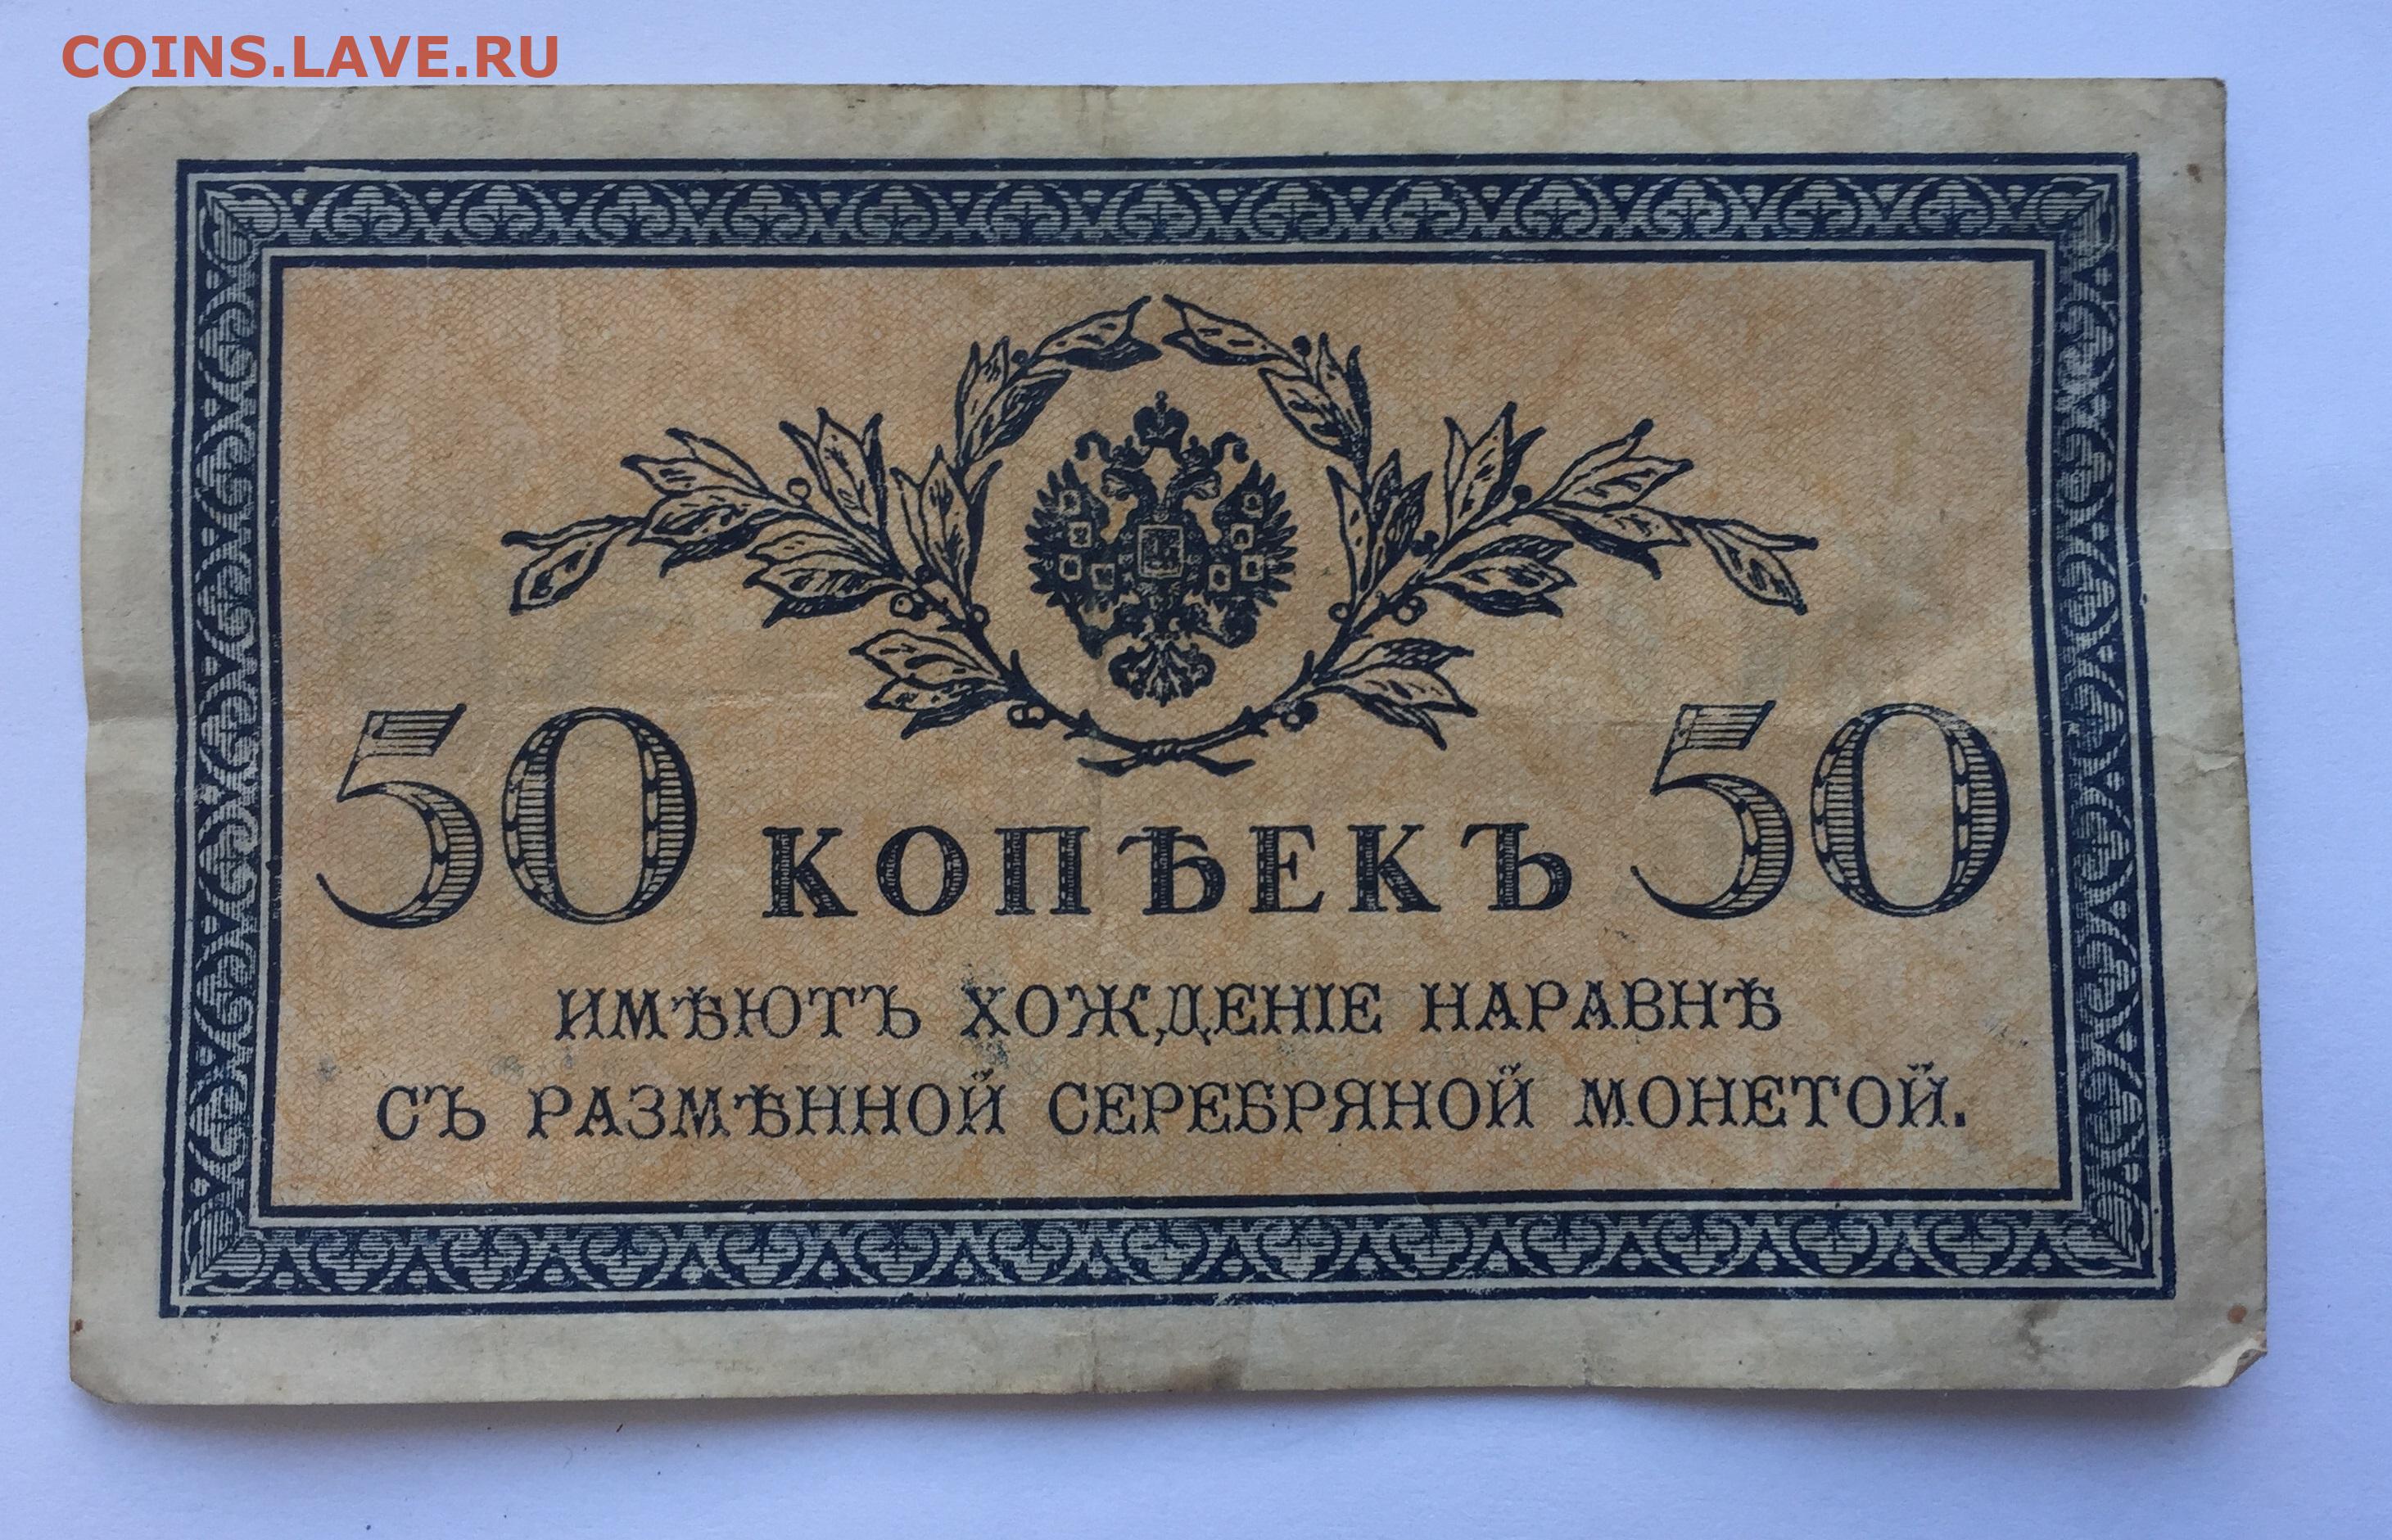 COINS.LAVE.RU
50 КОПѢЕКЪ 50
ИМѢЮТЪ ХОЖДЕНІЕ НАРАВНѢ
СЪ РАЗМѢННОЙ СЕРЕБРЯНОЙ МОНЕТОЙ.